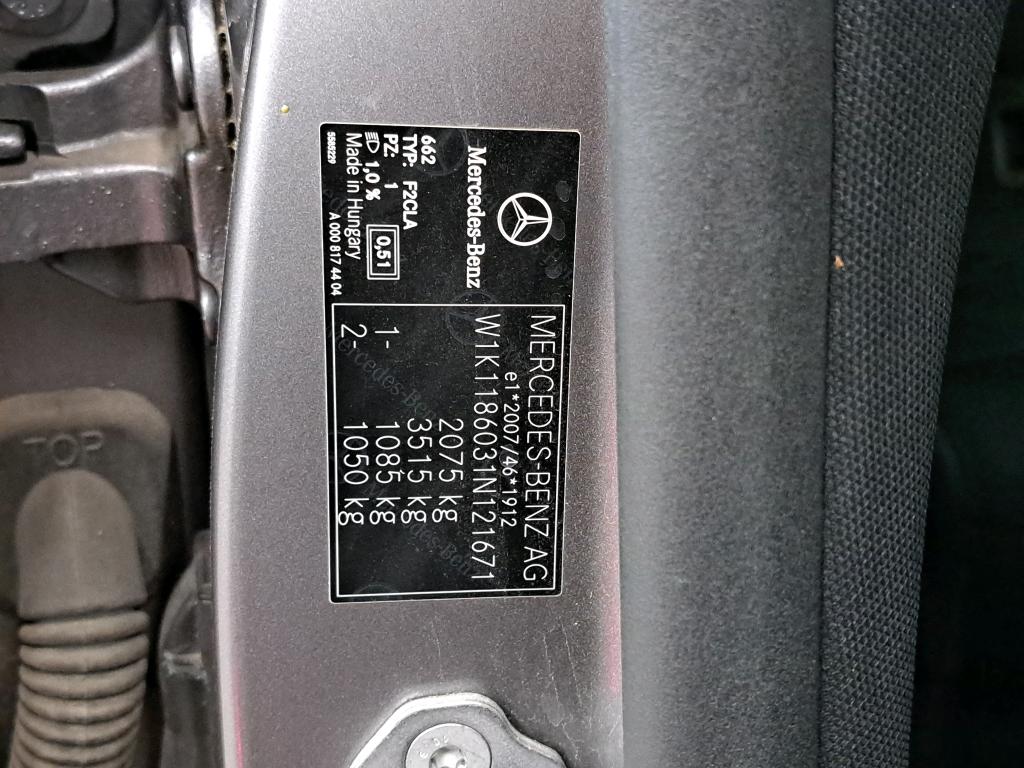 Mercedes-Benz
662
TYP: F2CLA
PZ: 1
1,0 %
0,51
Made in Hungary
5585229
A 000 817 44 04
MERCEDES-BENZ AG
e1*2007/46*1912
W1K1186031N121671
2075 kg
3515 kg
1- 1085 kg
2- 1050 kg
TOP